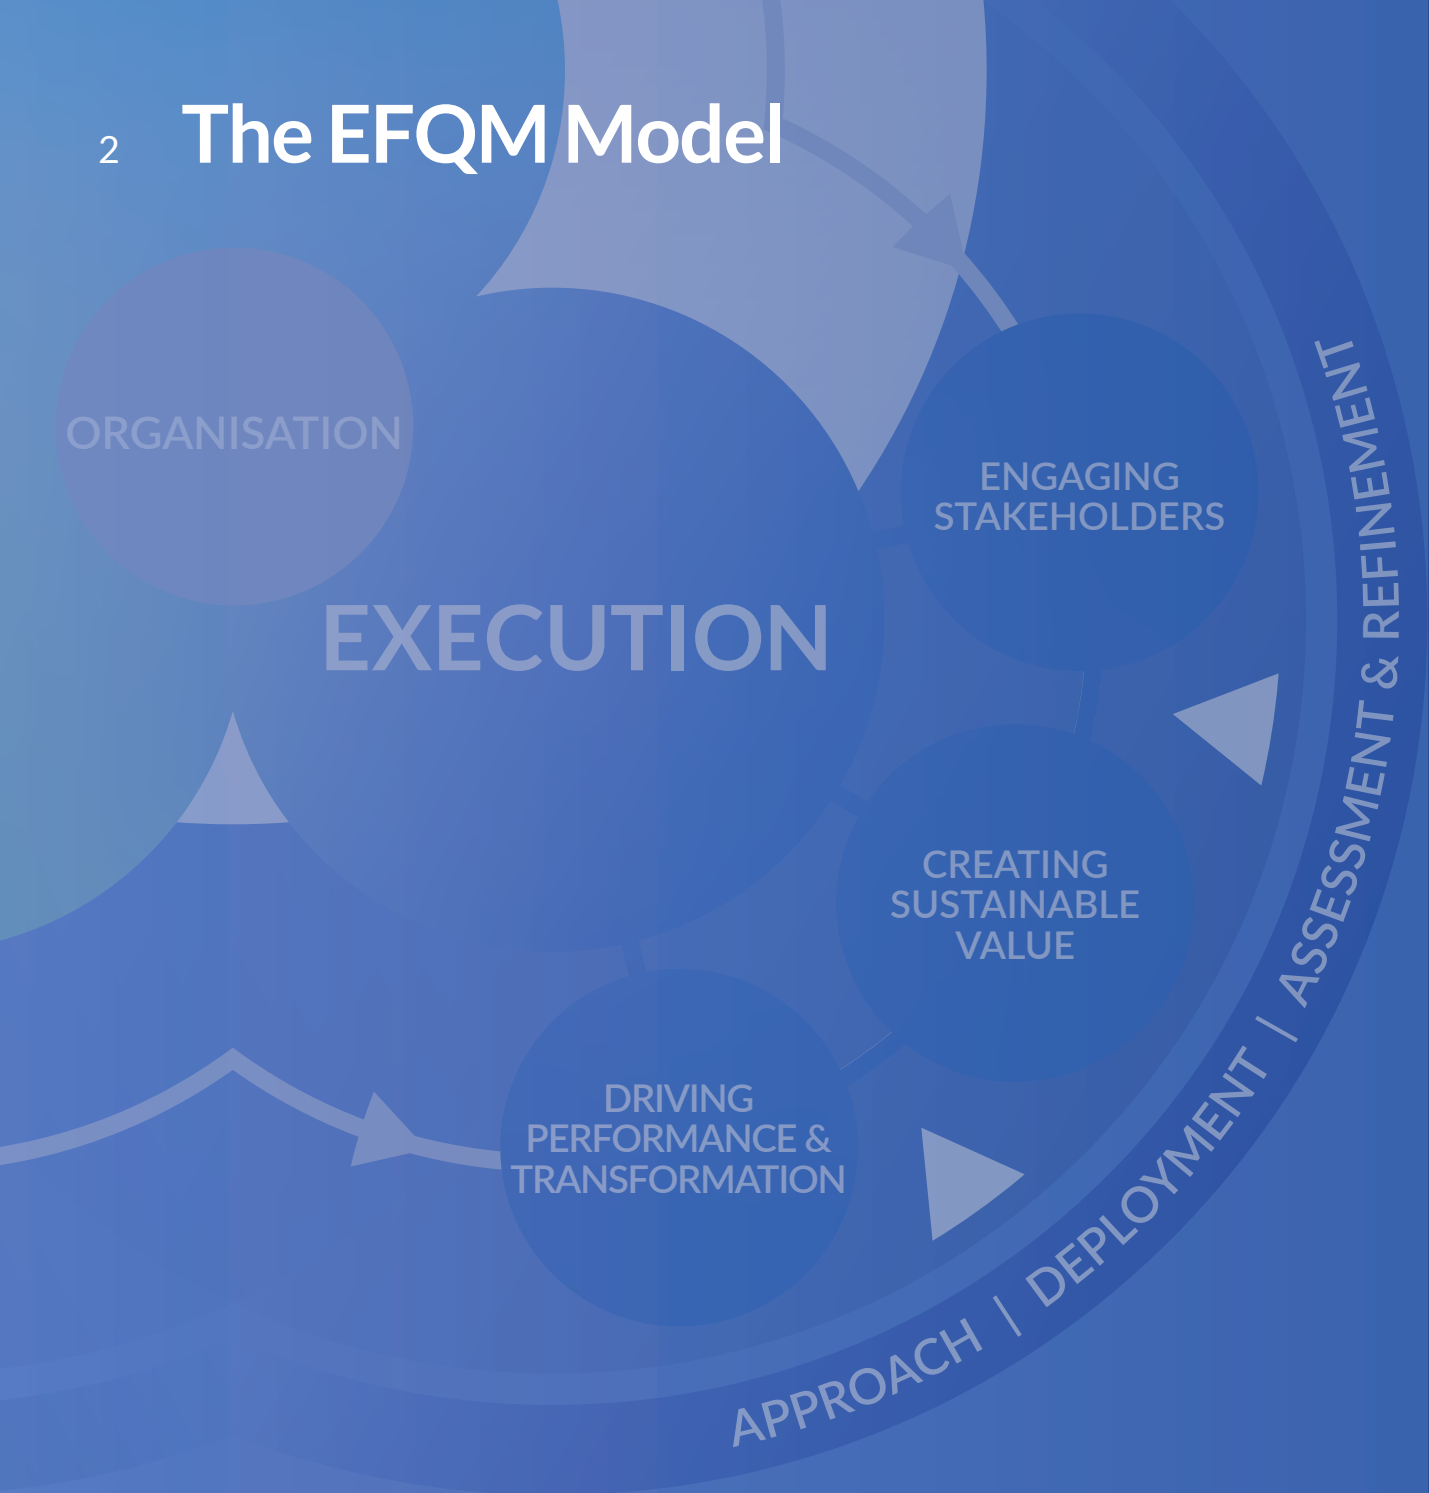 2 The EFQM Model
ORGANISATION
EXECUTION
ENGAGING
STAKEHOLDERS
CREATING
SUSTAINABLE
VALUE
DRIVING
PERFORMANCE &
TRANSFORMATION
APPROACH | DEPLOYMENT | ASSESSMENT & REFINEMENT